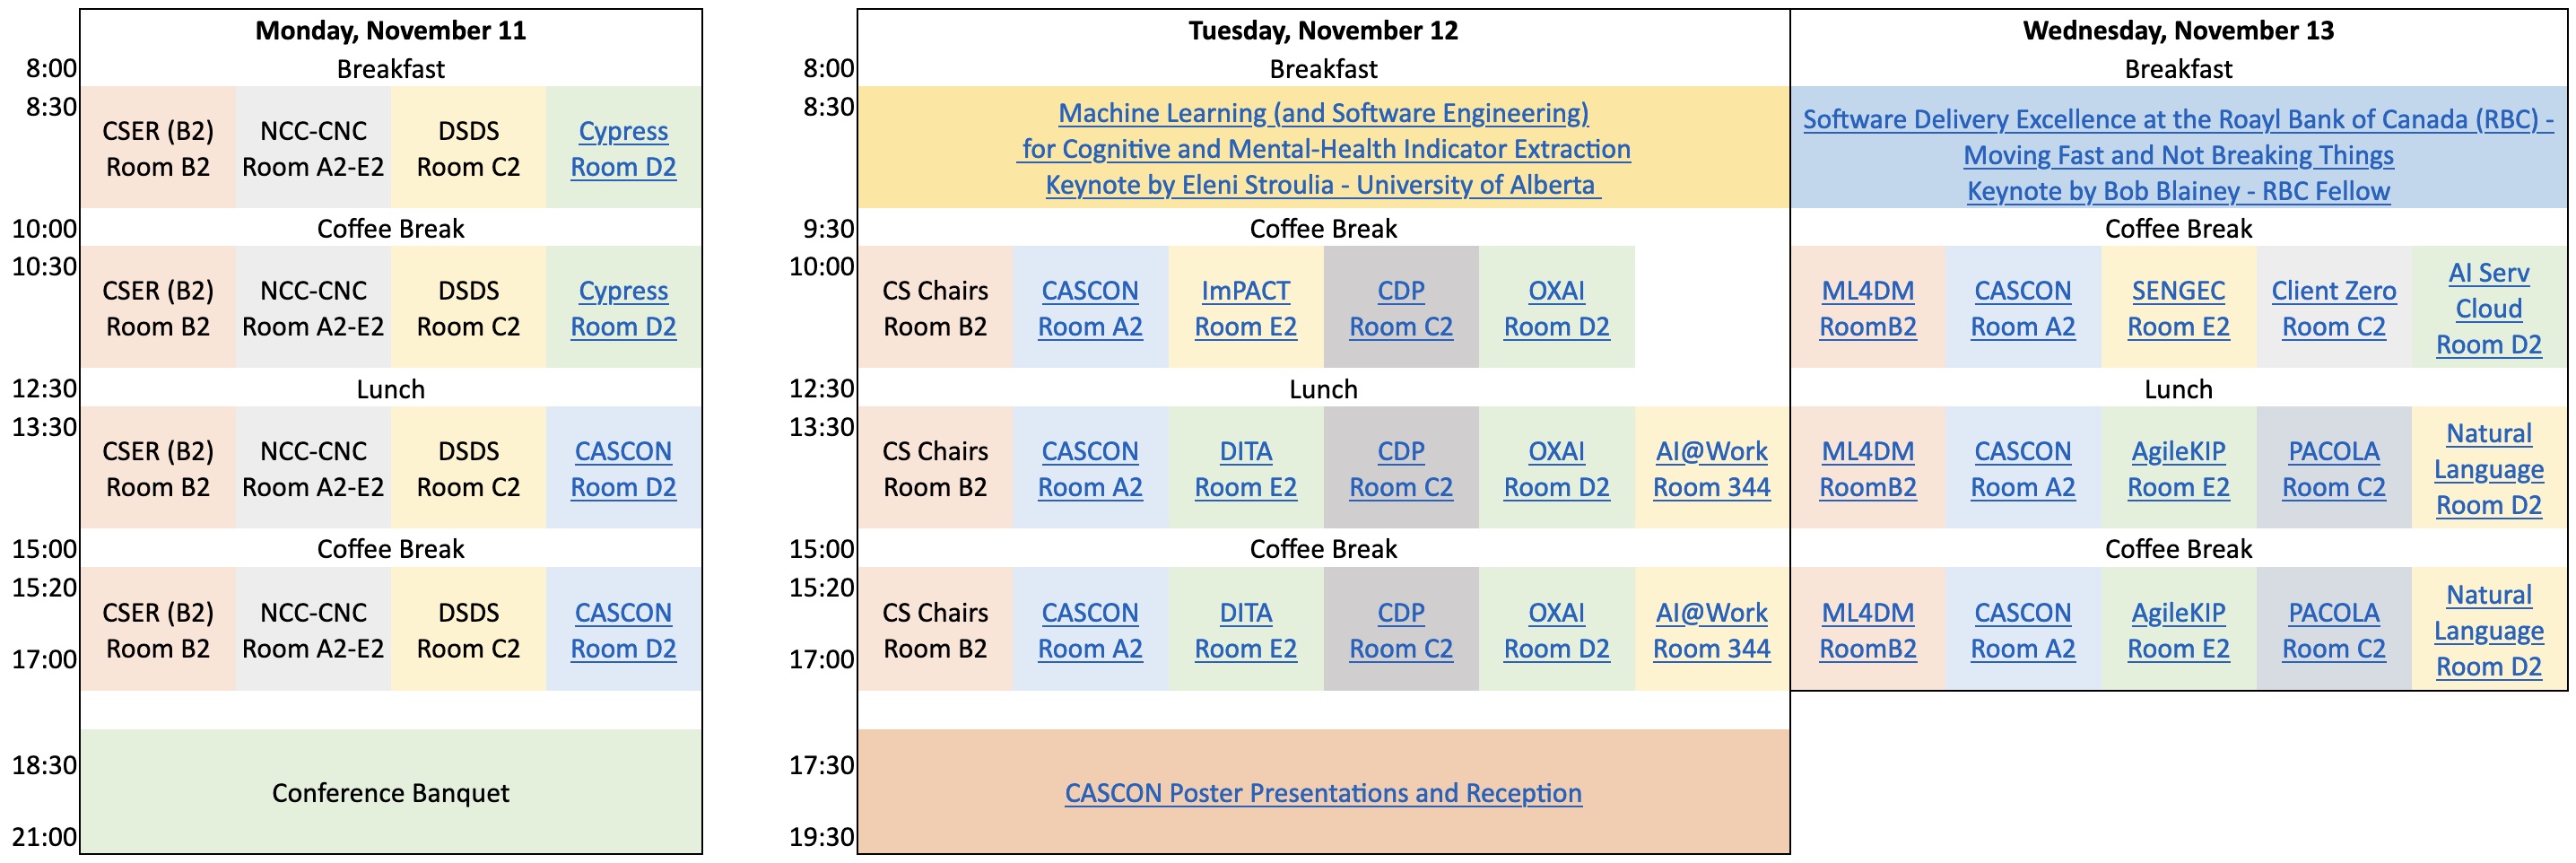 Monday, November 11
8:00 Breakfast
8:30
CSER (B2) NCC-CNC DSDS Cypress
Room B2 Room A2-E2 Room C2 Room D2
10:00 Coffee Break
10:30
CSER (B2) NCC-CNC DSDS Cypress
Room B2 Room A2-E2 Room C2 Room D2
12:30 Lunch
13:30
CSER (B2) NCC-CNC DSDS CASCON
Room B2 Room A2-E2 Room C2 Room D2
15:00 Coffee Break
15:20
CSER (B2) NCC-CNC DSDS CASCON
Room B2 Room A2-E2 Room C2 Room D2
17:00
18:30
Conference Banquet
21:00
Tuesday, November 12
8:00 Breakfast
8:30
Machine Learning (and Software Engineering)
for Cognitive and Mental-Health Indicator Extraction
Keynote by Eleni Stroulia - University of Alberta
9:30 Coffee Break
10:00
CS Chairs CASCON ImPACT CDP OXAI
Room B2 Room A2 Room E2 Room C2 Room D2
12:30 Lunch
13:30
CS Chairs CASCON DITA CDP OXAI AI@Work
Room B2 Room A2 Room E2 Room C2 Room D2 Room 344
15:00 Coffee Break
15:20
CS Chairs CASCON DITA CDP OXAI AI@Work
Room B2 Room A2 Room E2 Room C2 Room D2 Room 344
17:00
17:30
CASCON Poster Presentations and Reception
19:30
Wednesday, November 13
Breakfast
Software Delivery Excellence at the Roayl Bank of Canada (RBC) -
Moving Fast and Not Breaking Things
Keynote by Bob Blainey - RBC Fellow
Coffee Break
ML4DM
RoomB2
CASCON
Room A2
SENGEC
Room E2
Client Zero
Room C2
AI Serv
Cloud
Room D2
Lunch
ML4DM
RoomB2
CASCON
Room A2
AgileKIP
Room E2
PACOLA
Room C2
Natural
Language
Room D2
Coffee Break
ML4DM
RoomB2
CASCON
Room A2
AgileKIP
Room E2
PACOLA
Room C2
Natural
Language
Room D2